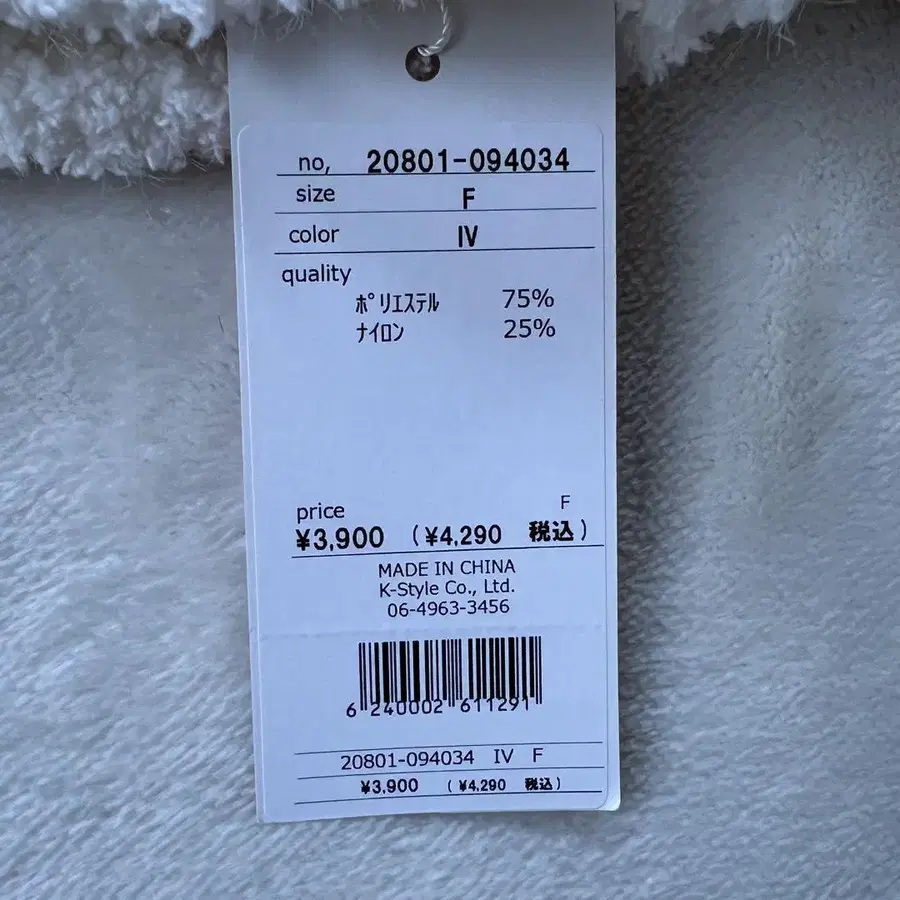 no, 20801-094034
size F
color IV
quality
ポリエステル 75%
ナイロン 25%
F
price
¥3,900 (¥4,290 税込)
MADE IN CHINA
K-Style Co., Ltd.
06-4963-3456
6 240002 611291
20801-094034 IV F
¥3,900 (¥4,290 税込)